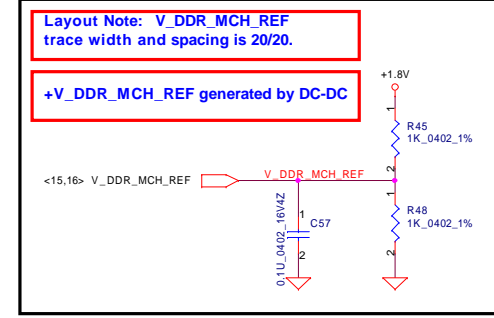 Layout Note: V_DDR_MCH_REF
trace width and spacing is 20/20.
+V_DDR_MCH_REF generated by DC-DC
+1.8V
1
R45
1K_0402_1%
2
<15,16> V_DDR_MCH_REF
V_DDR_MCH_REF
1
R48
1K_0402_1%
2
1
C57
2
0.1U_0402_16V4Z